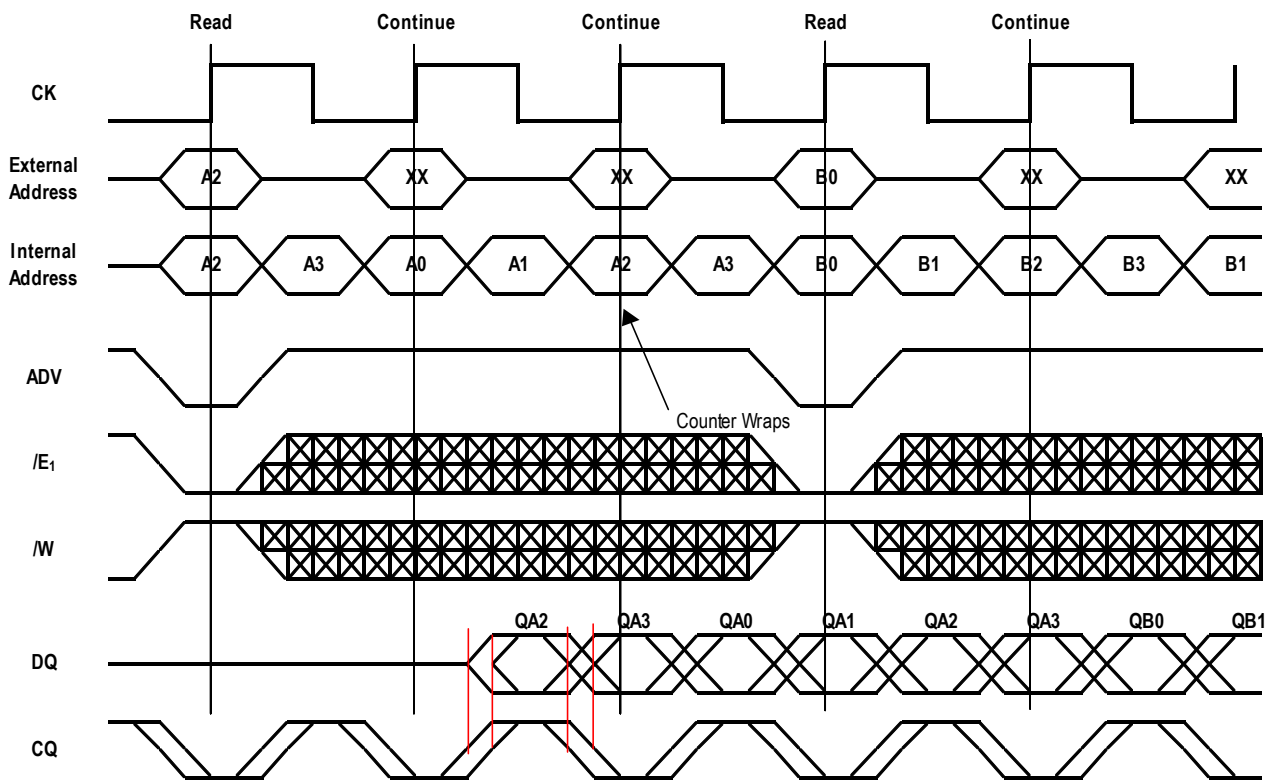 Read Continue Continue Read Continue
CK
External Address
A2 XX XX B0 XX XX
Internal Address
A2 A3 A0 A1 A2 A3 B0 B1 B2 B3 B1
ADV
Counter Wraps
/E1
/W
QA2 QA3 QA0 QA1 QA2 QA3 QB0 QB1
DQ
CQ